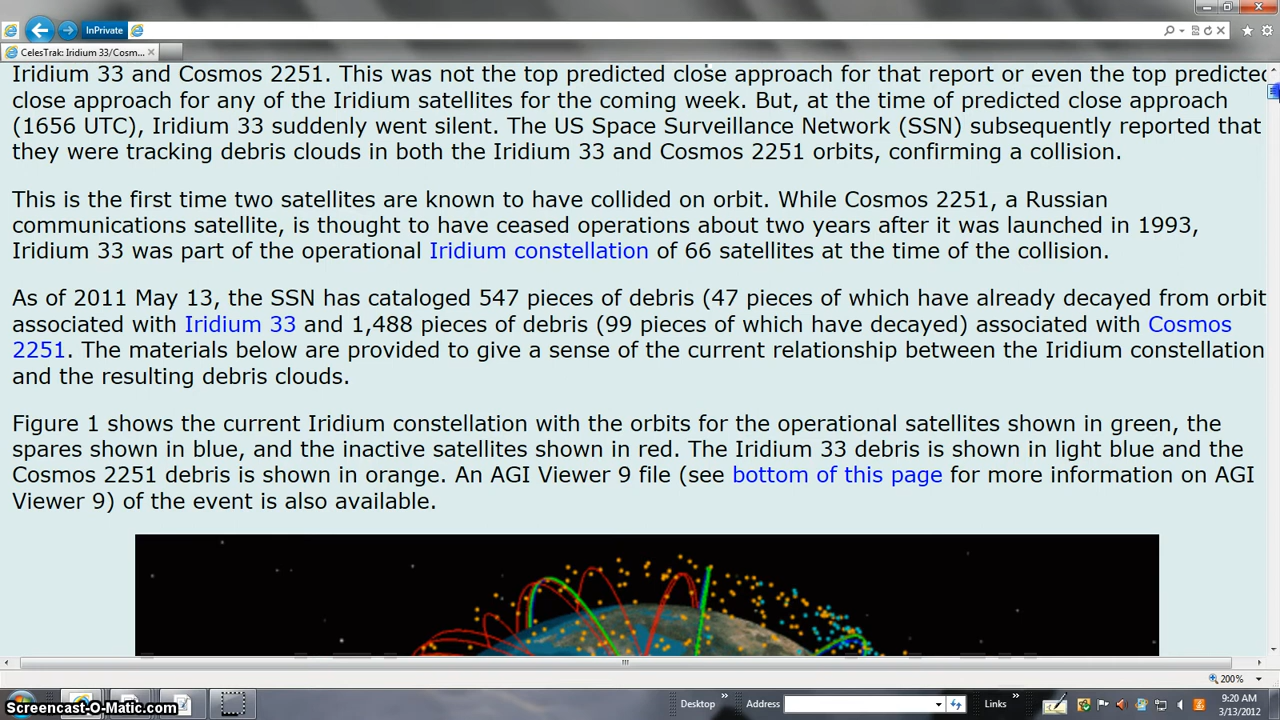 InPrivate
CelesTrak: Iridium 33/Cosm...
Iridium 33 and Cosmos 2251. This was not the top predicted close approach for that report or even the top predicted
close approach for any of the Iridium satellites for the coming week. But, at the time of predicted close approach
(1656 UTC), Iridium 33 suddenly went silent. The US Space Surveillance Network (SSN) subsequently reported that
they were tracking debris clouds in both the Iridium 33 and Cosmos 2251 orbits, confirming a collision.
This is the first time two satellites are known to have collided on orbit. While Cosmos 2251, a Russian
communications satellite, is thought to have ceased operations about two years after it was launched in 1993,
Iridium 33 was part of the operational Iridium constellation of 66 satellites at the time of the collision.
As of 2011 May 13, the SSN has cataloged 547 pieces of debris (47 pieces of which have already decayed from orbit
associated with Iridium 33 and 1,488 pieces of debris (99 pieces of which have decayed) associated with Cosmos
2251. The materials below are provided to give a sense of the current relationship between the Iridium constellation
and the resulting debris clouds.
Figure 1 shows the current Iridium constellation with the orbits for the operational satellites shown in green, the
spares shown in blue, and the inactive satellites shown in red. The Iridium 33 debris is shown in light blue and the
Cosmos 2251 debris is shown in orange. An AGI Viewer 9 file (see bottom of this page for more information on AGI
Viewer 9) of the event is also available.
200%
Desktop » Address Links » 9:20 AM
3/13/2012
Screencast-O-Matic.com